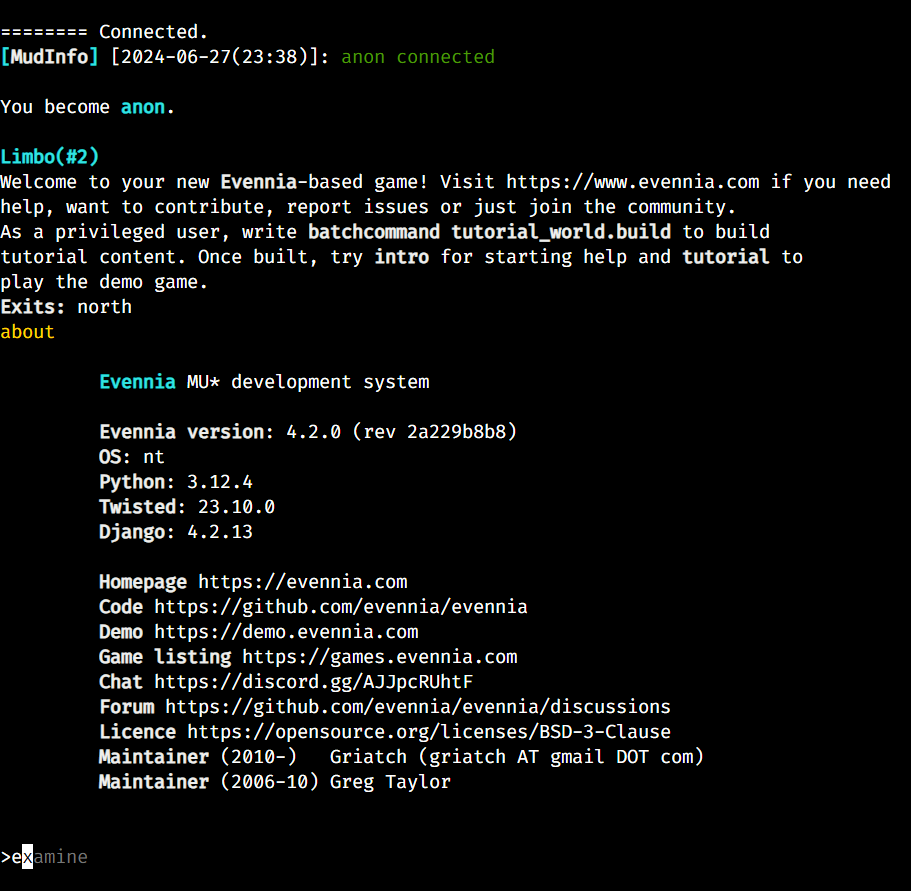 ======== Connected.
[MudInfo] [2024-06-27(23:38)]: anon connected
You become anon.
Limbo(#2)
Welcome to your new Evennia-based game! Visit https://www.evennia.com if you need
help, want to contribute, report issues or just join the community.
As a privileged user, write batchcommand tutorial_world.build to build
tutorial content. Once built, try intro for starting help and tutorial to
play the demo game.
Exits: north
about
Evennia MU* development system
Evennia version: 4.2.0 (rev 2a229b8b8)
OS: nt
Python: 3.12.4
Twisted: 23.10.0
Django: 4.2.13
Homepage https://evennia.com
Code https://github.com/evennia/evennia
Demo https://demo.evennia.com
Game listing https://games.evennia.com
Chat https://discord.gg/AJJpcRUhtF
Forum https://github.com/evennia/evennia/discussions
Licence https://opensource.org/licenses/BSD-3-Clause
Maintainer (2010-) Griatch (griatch AT gmail DOT com)
Maintainer (2006-10) Greg Taylor
>examine